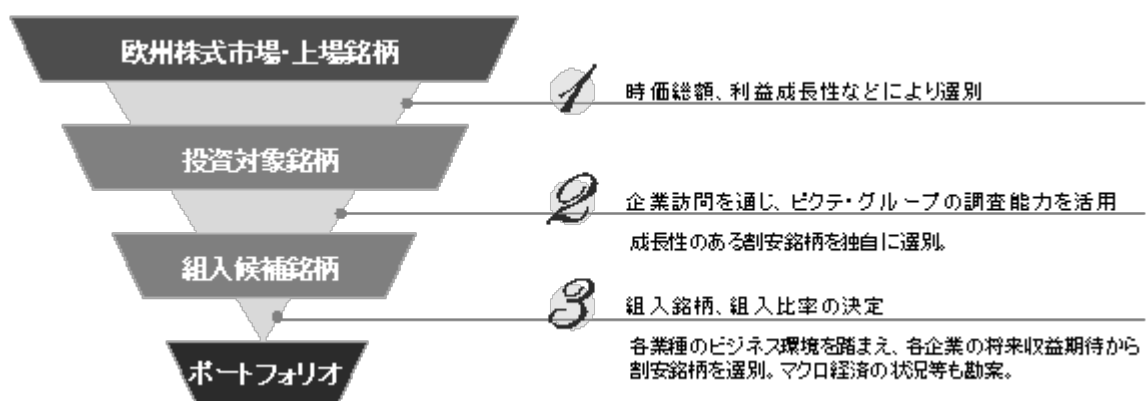 欧州株式市場・上場銘柄
1
時価総額、利益成長性などにより選別
投資対象銘柄
2
企業訪問を通じ、ピクテ・グループの調査能力を活用
成長性のある割安銘柄を独自に選別。
組入候補銘柄
3
組入銘柄、組入比率の決定
各業種のビジネス環境を踏まえ、各企業の将来収益期待から
割安銘柄を選別。マクロ経済の状況等も勘案。
ポートフォリオ